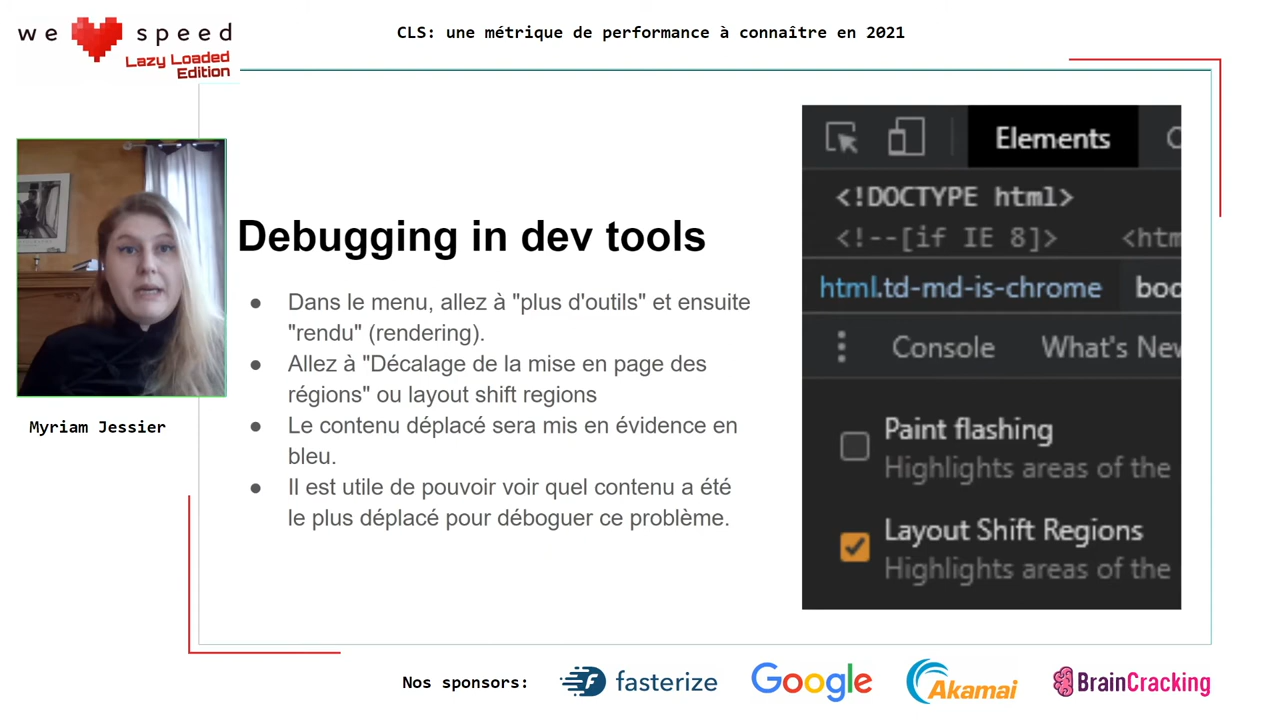 we speed
Lazy Loaded
Edition
CLS: une métrique de performance à connaître en 2021
Myriam Jessier
Debugging in dev tools
● Dans le menu, allez à "plus d'outils" et ensuite
"rendu" (rendering).
● Allez à "Décalage de la mise en page des
régions" ou layout shift regions
● Le contenu déplacé sera mis en évidence en
bleu.
● Il est utile de pouvoir voir quel contenu a été
le plus déplacé pour déboguer ce problème.
Elements
<!DOCTYPE html>
<!--[if IE 8]> <htm
html.td-md-is-chrome boo
Console What's New
Paint flashing
Highlights areas of the
Layout Shift Regions
Highlights areas of the
Nos sponsors: fasterize Google Akamai BrainCracking